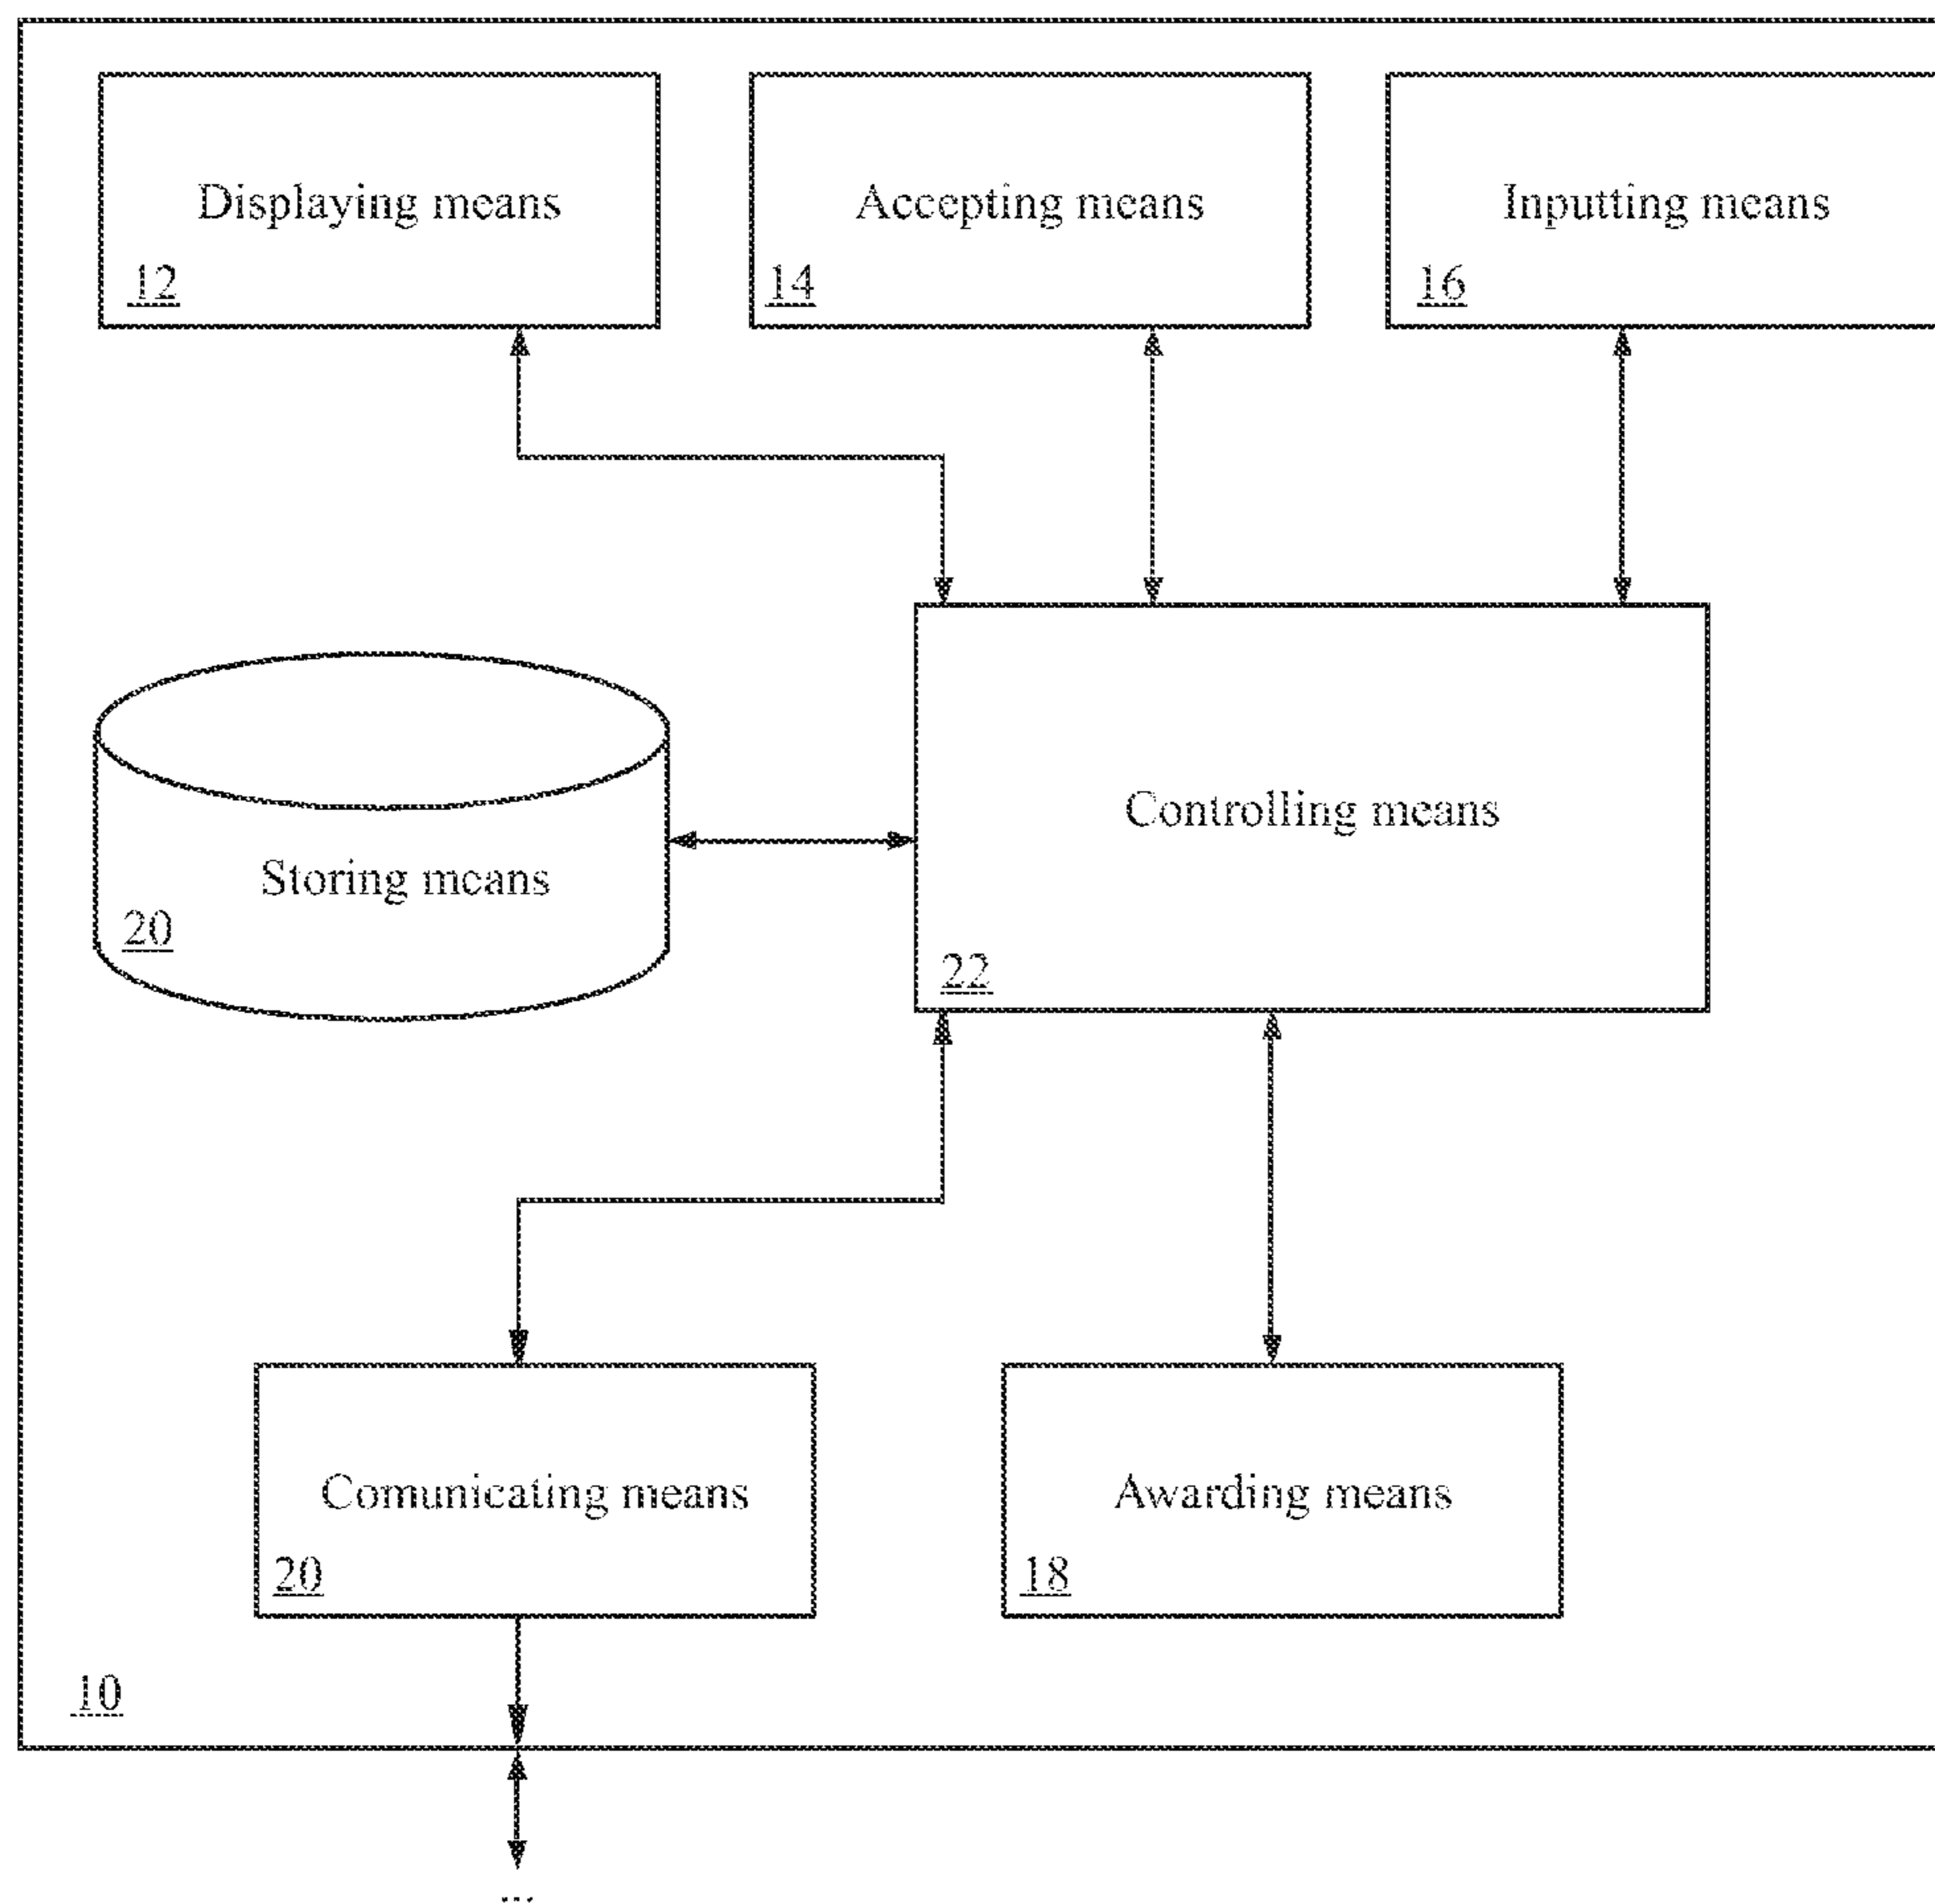 Displaying means
12
Accepting means
14
Inputting means
16
Storing means
20
Controlling means
22
Comunicating means
20
Awarding means
18
10
...